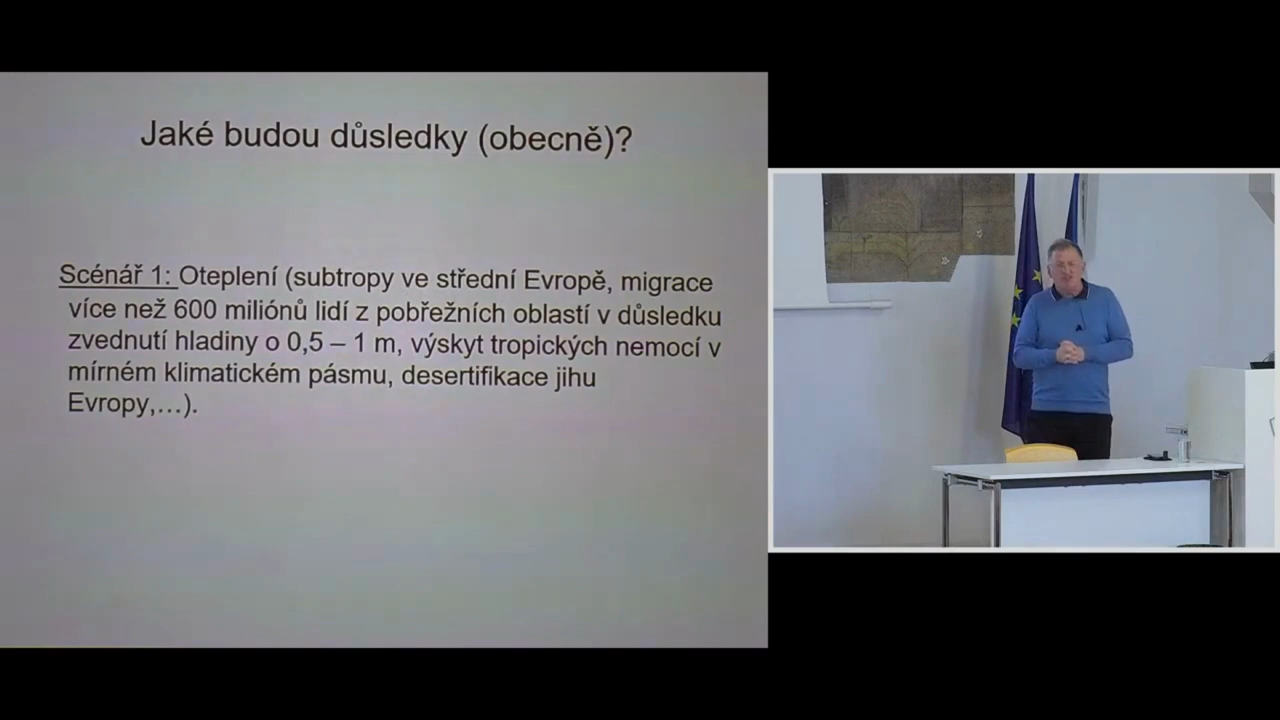 Jaké budou důsledky (obecně)?
Scénář 1: Oteplení (subtropy ve střední Evropě, migrace
více než 600 miliónů lidí z pobřežních oblastí v důsledku
zvednutí hladiny o 0,5 – 1 m, výskyt tropických nemocí v
mírném klimatickém pásmu, desertifikace jihu
Evropy,…).